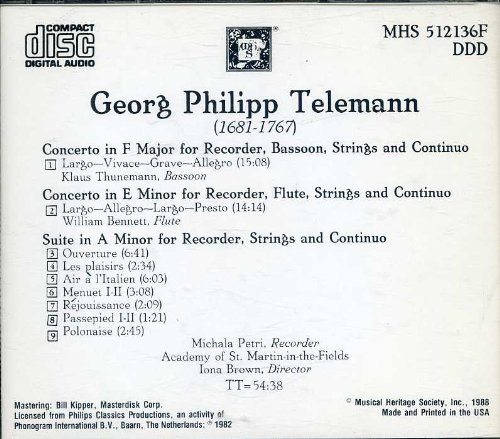 COMPACT
disc
DIGITAL AUDIO
MHS 512136F
DDD
Georg Philipp Telemann
(1681-1767)
Concerto in F Major for Recorder, Bassoon, Strings and Continuo
1 Largo—Vivace—Grave—Allegro (15:08)
Klaus Thunemann, Bassoon
Concerto in E Minor for Recorder, Flute, Strings and Continuo
2 Largo—Allegro—Largo—Presto (14:14)
William Bennett, Flute
Suite in A Minor for Recorder, Strings and Continuo
3 Ouverture (6:41)
4 Les plaisirs (2:34)
5 Air à l'Italien (6:03)
6 Menuet I-II (3:08)
7 Réjouissance (2:09)
8 Passepied I-II (1:21)
9 Polonaise (2:45)
Michala Petri, Recorder
Academy of St. Martin-in-the-Fields
Iona Brown, Director
TT=54:38
Mastering: Bill Kipper, Masterdisk Corp.
Licensed from Philips Classics Productions, an activity of
Phonogram International B.V., Baarn, The Netherlands; ℗ 1982
© Musical Heritage Society, Inc., 1988
Made and Printed in the USA